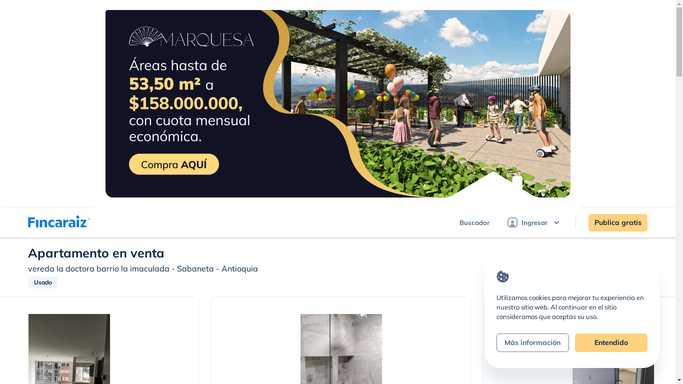 MARQUESA
Áreas hasta de
53,50 m² a
$158.000.000,
con cuota mensual
económica.
Compra AQUÍ
Fincaraiz
Buscador
Ingresar
Publica gratis
Apartamento en venta
vereda la doctora barrio la imaculada - Sabaneta - Antioquia
Usado
Utilizamos cookies para mejorar tu experiencia en
nuestro sitio web. Al continuar en el sitio
consideramos que aceptas su uso.
Más información
Entendido